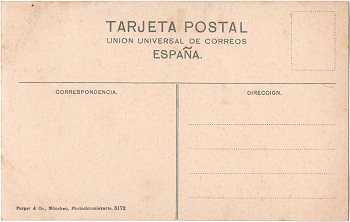 TARJETA POSTAL
UNION UNIVERSAL DE CORREOS
ESPAÑA.
CORRESPONDENCIA.
DIRECCION.
Purger & Co., München, Photochromiekarte, 3172